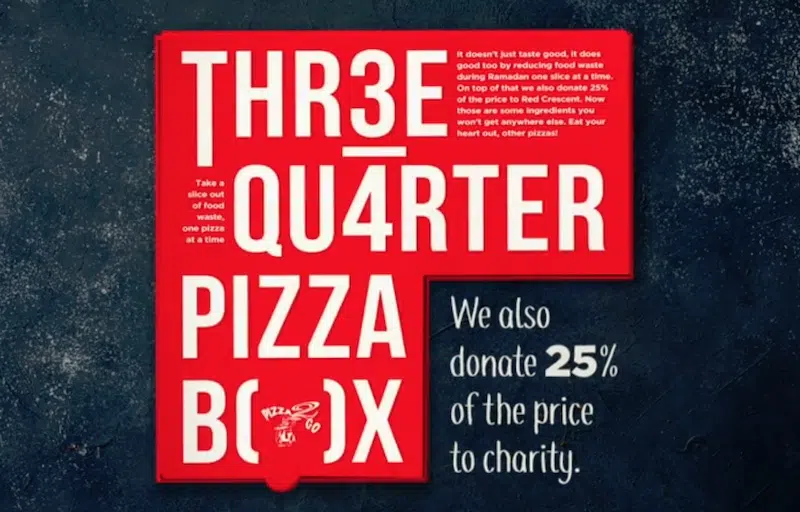 THR3E
It doesn't just taste good, it does
good too by reducing food waste
during Ramadan one slice at a time.
On top of that we also donate 25%
of the price to Red Crescent. Now
those are some ingredients you
won't get anywhere else. Eat your
heart out, other pizzas!
Take a
slice out
of food
waste,
one pizza
at a time
QU4RTER
PIZZA
B( )X
PIZZA 2
GO
We also
donate 25%
of the price
to charity.